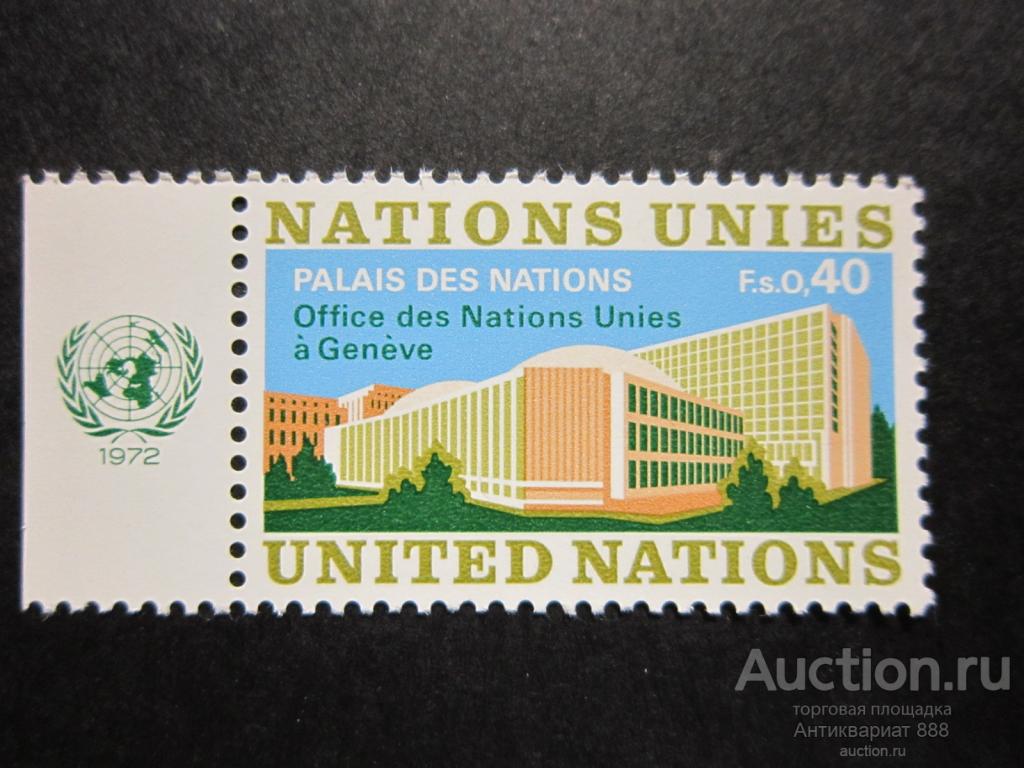 NATIONS UNIES
PALAIS DES NATIONS
F.s.0,40
Office des Nations Unies
à Genève
1972
UNITED NATIONS
Auction.ru
торговая площадка
Антиквариат 888
auction.ru